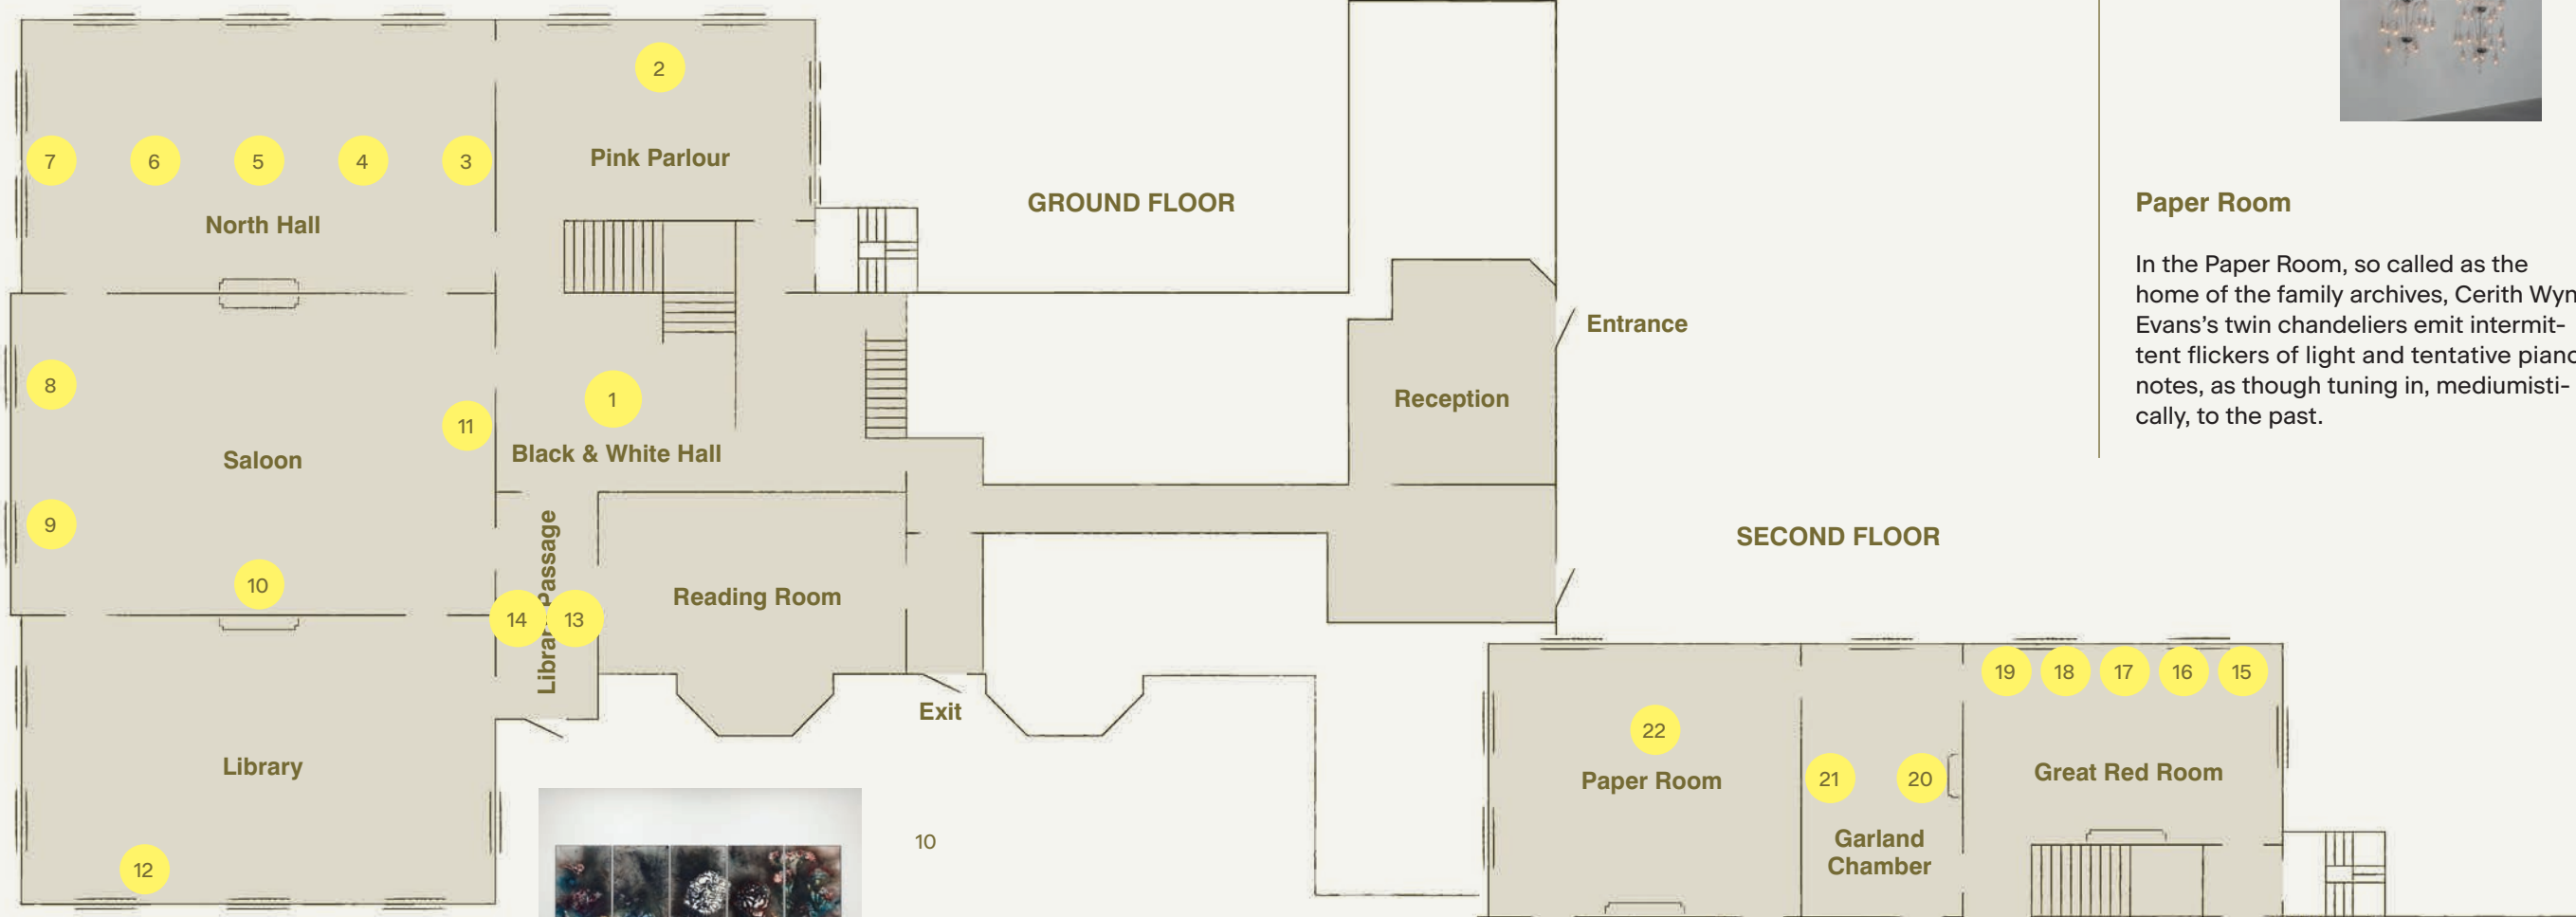 2
Pink Parlour
7
6
5
4
3
North Hall
GROUND FLOOR
Entrance
8
1
Reception
11
Black & White Hall
Saloon
9
10
Library Passage
14
13
Reading Room
Exit
Library
12
10
SECOND FLOOR
19
18
17
16
15
22
Paper Room
21
20
Great Red Room
Garland
Chamber
Paper Room
In the Paper Room, so called as the
home of the family archives, Cerith Wyn
Evans’s twin chandeliers emit intermit-
tent flickers of light and tentative piano
notes, as though tuning in, mediumisti-
cally, to the past.